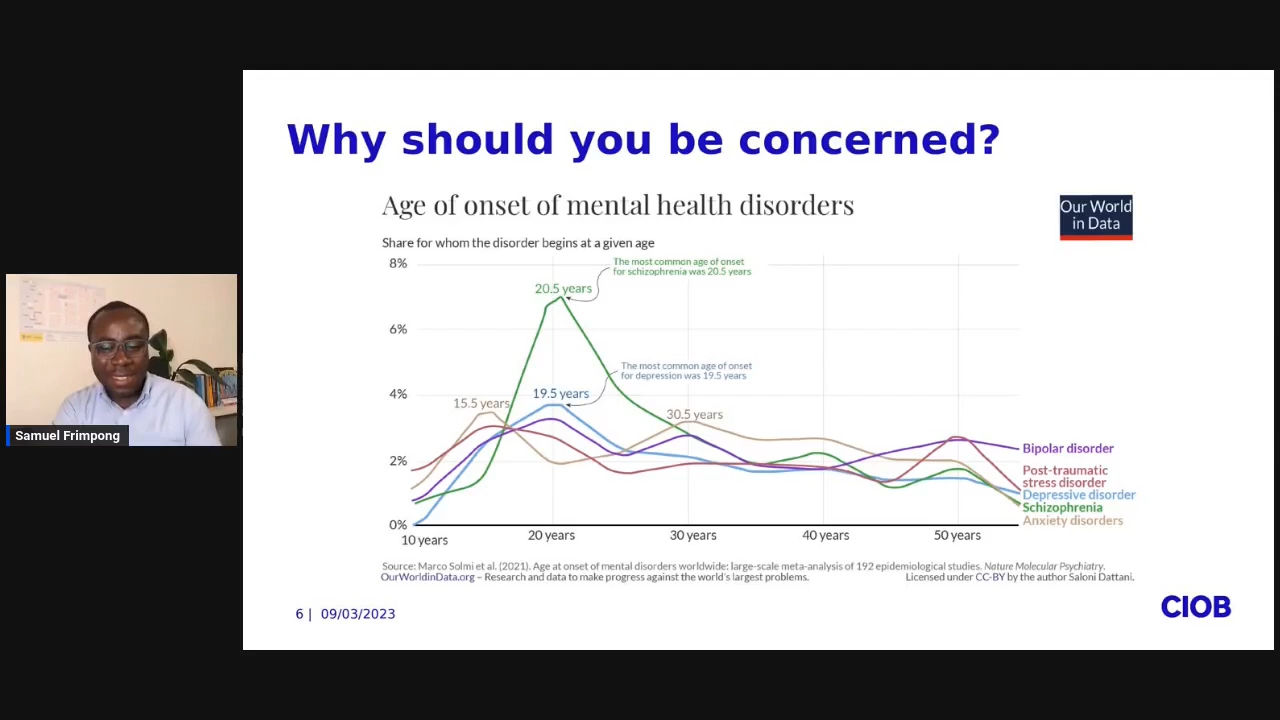 Why should you be concerned?
Age of onset of mental health disorders
Our World
in Data
Share for whom the disorder begins at a given age
8%
6%
4%
2%
0%
The most common age of onset
for schizophrenia was 20.5 years
20.5 years
The most common age of onset
for depression was 19.5 years
19.5 years
15.5 years
30.5 years
Bipolar disorder
Post-traumatic
stress disorder
Depressive disorder
Schizophrenia
Anxiety disorders
10 years
20 years
30 years
40 years
50 years
Source: Marco Solmi et al. (2021). Age at onset of mental disorders worldwide: large-scale meta-analysis of 192 epidemiological studies. Nature Molecular Psychiatry.
OurWorldinData.org – Research and data to make progress against the world's largest problems.
Licensed under CC-BY by the author Saloni Dattani.
6 | 09/03/2023
CIOB
Samuel Frimpong